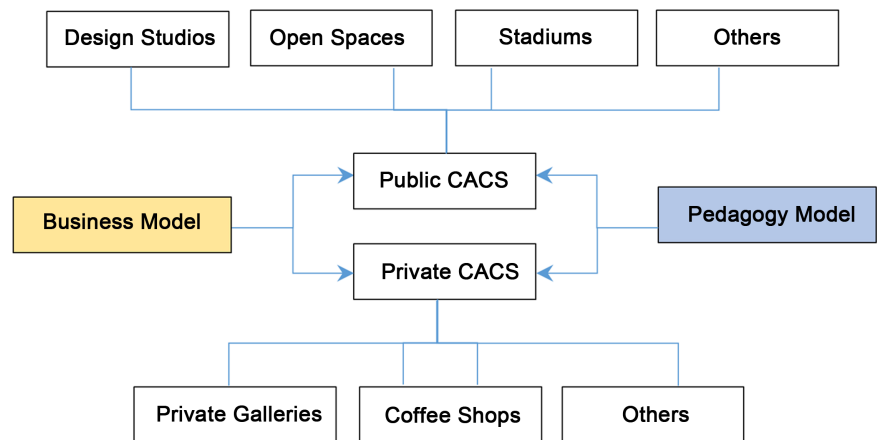 Design Studios
Open Spaces
Stadiums
Others
Public CACS
Business Model
Pedagogy Model
Private CACS
Private Galleries
Coffee Shops
Others